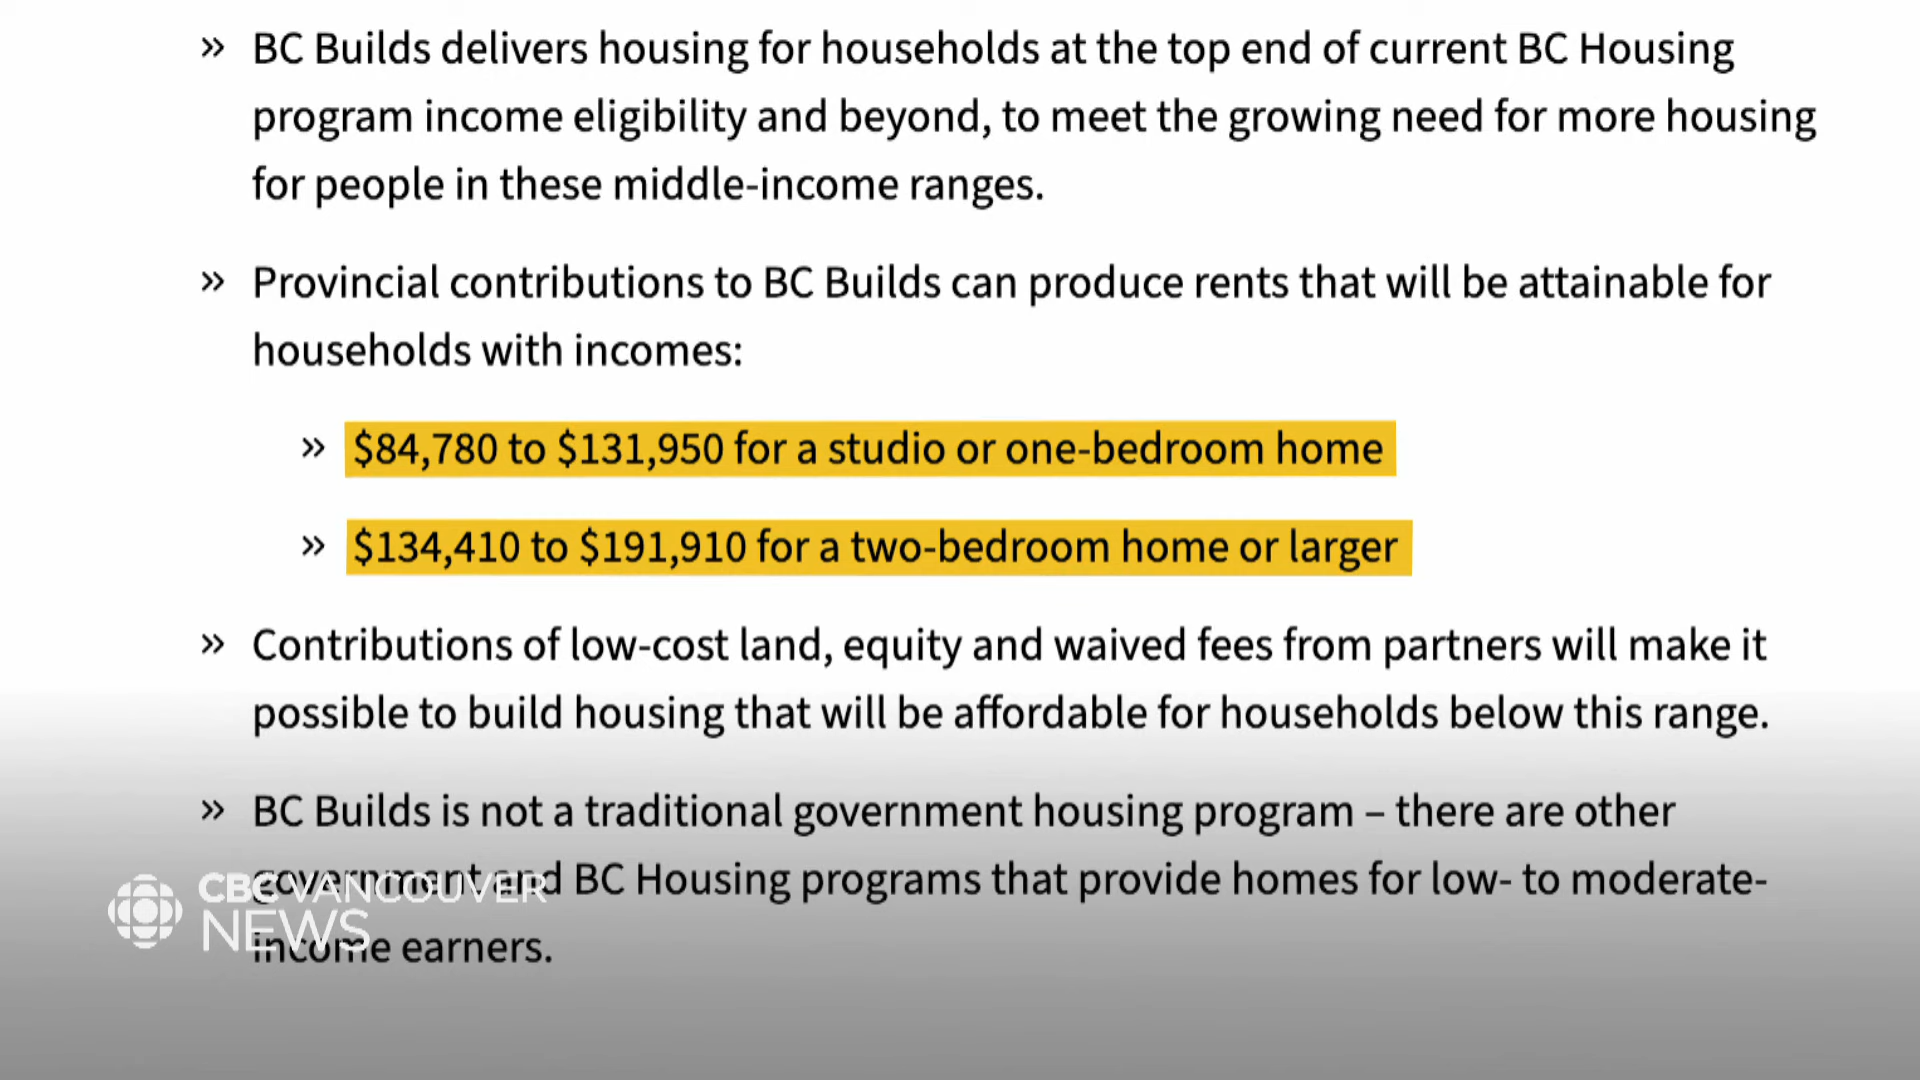 » BC Builds delivers housing for households at the top end of current BC Housing
program income eligibility and beyond, to meet the growing need for more housing
for people in these middle-income ranges.
» Provincial contributions to BC Builds can produce rents that will be attainable for
households with incomes:
» $84,780 to $131,950 for a studio or one-bedroom home
» $134,410 to $191,910 for a two-bedroom home or larger
» Contributions of low-cost land, equity and waived fees from partners will make it
possible to build housing that will be affordable for households below this range.
» BC Builds is not a traditional government housing program – there are other
government and BC Housing programs that provide homes for low- to moderate-
income earners.
CBC VANCOUVER
NEWS